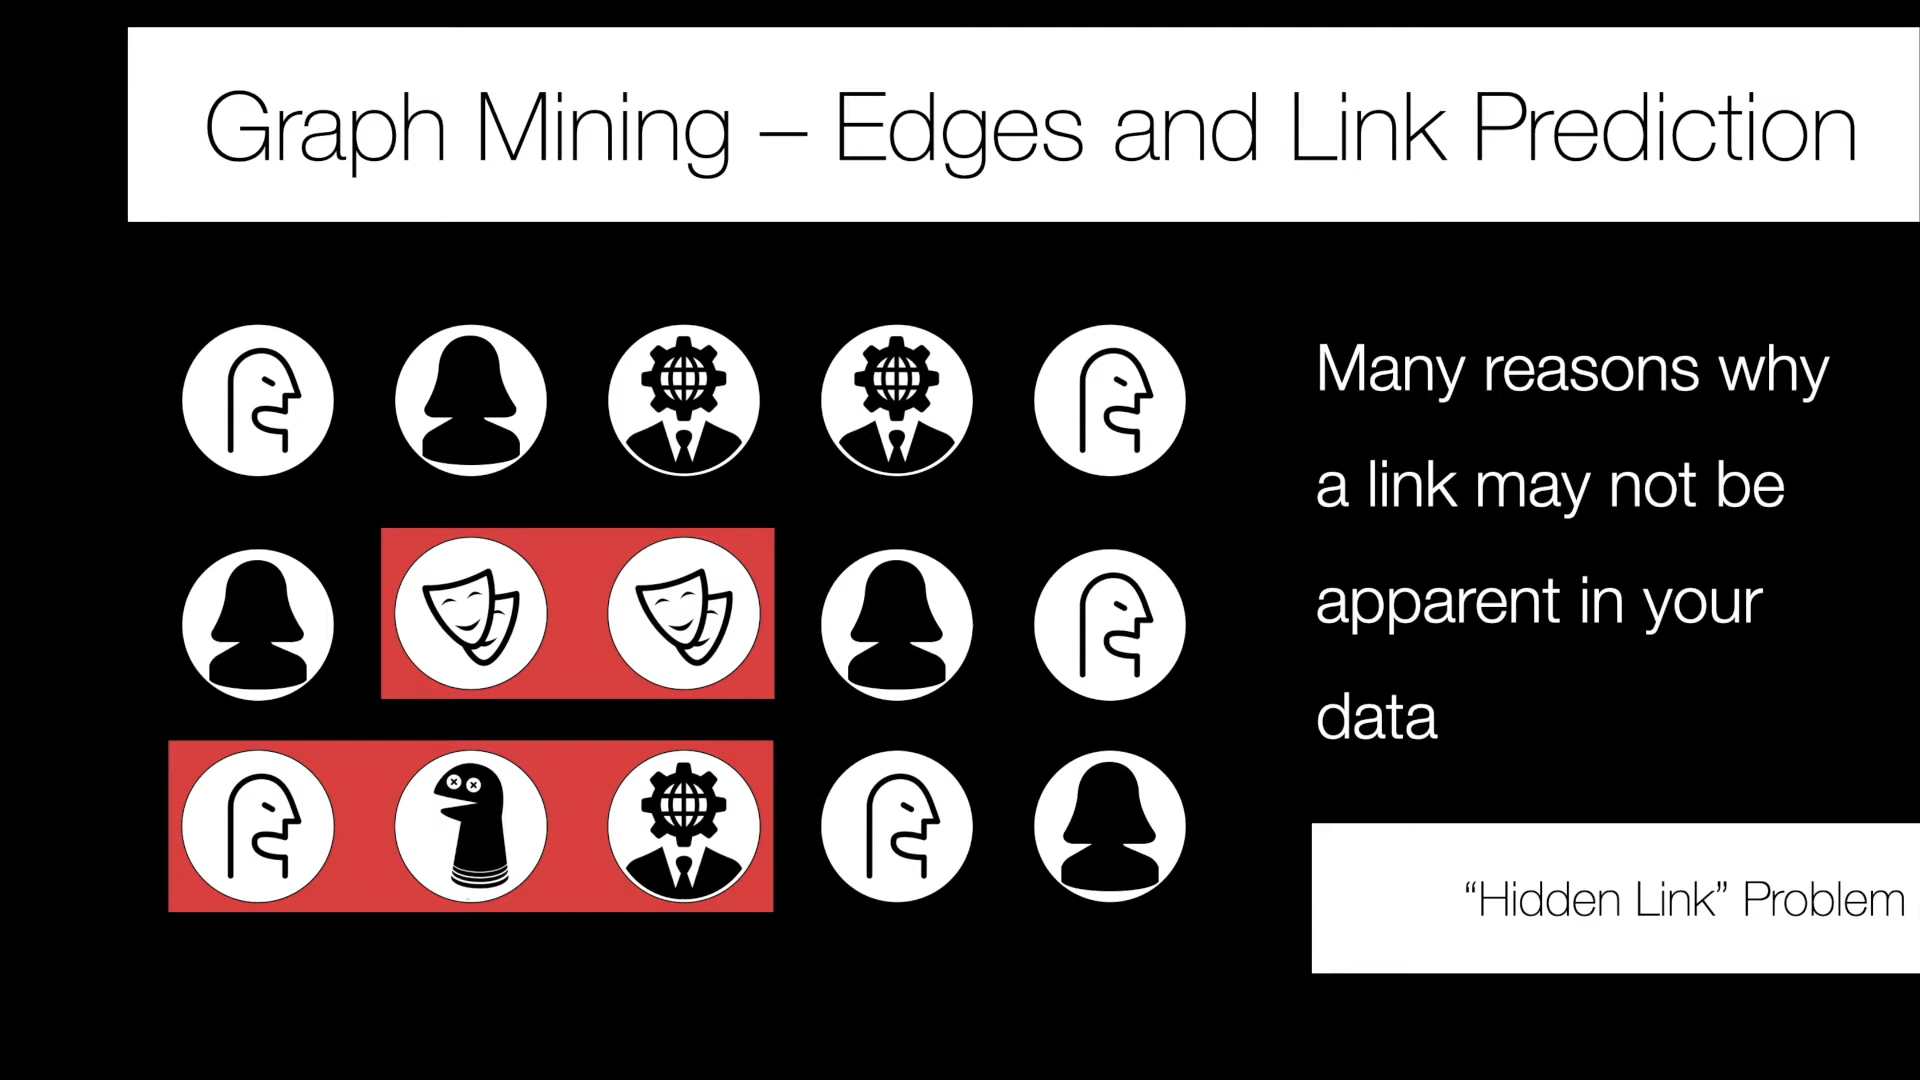 Graph Mining – Edges and Link Prediction
Many reasons why
a link may not be
apparent in your
data
“Hidden Link” Problem